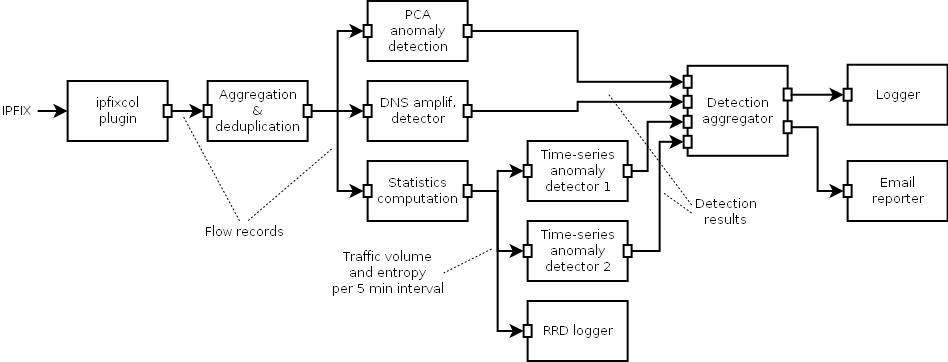 IPFIX
ipfixcol
plugin
Aggregation
&
deduplication
PCA
anomaly
detection
DNS amplif.
detector
Statistics
computation
Flow records
Traffic volume
and entropy
per 5 min interval
Time-series
anomaly
detector 1
Time-series
anomaly
detector 2
RRD logger
Detection
aggregator
Detection
results
Logger
Email
reporter